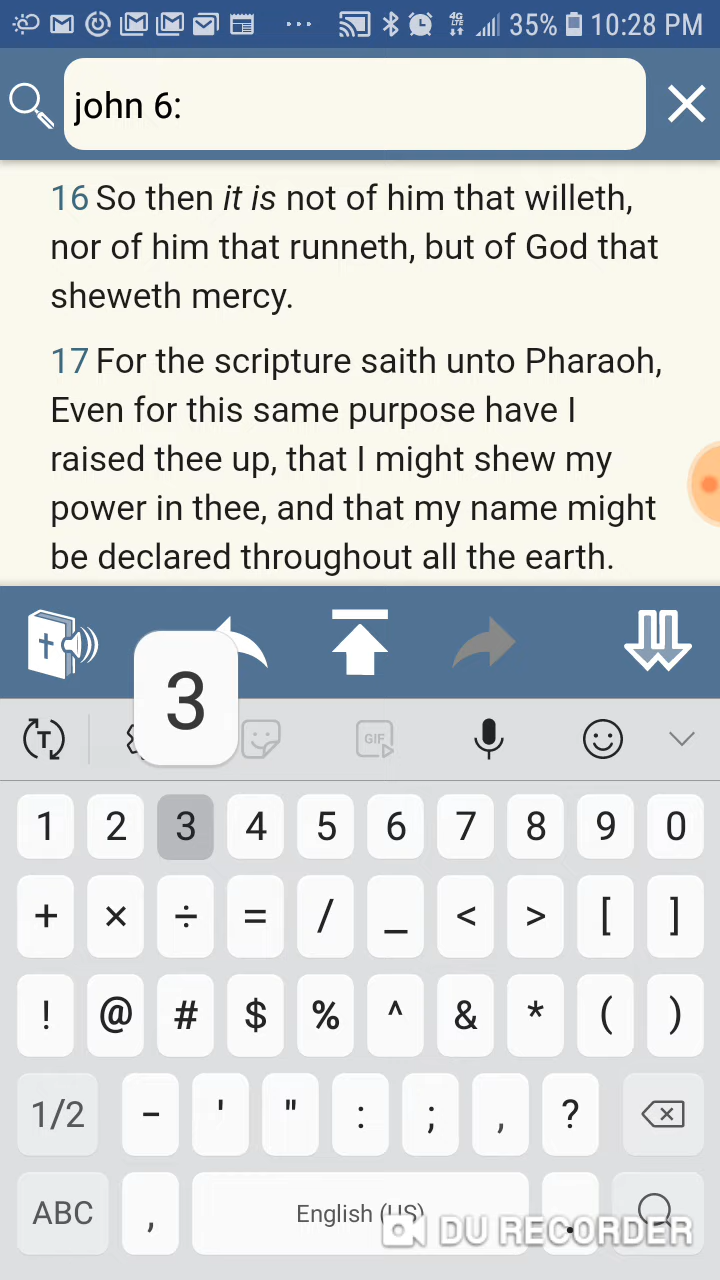 4G LTE 35% 10:28 PM
john 6:
16 So then it is not of him that willeth,
nor of him that runneth, but of God that
sheweth mercy.
17 For the scripture saith unto Pharaoh,
Even for this same purpose have I
raised thee up, that I might shew my
power in thee, and that my name might
be declared throughout all the earth.
3
T GIF
1 2 3 4 5 6 7 8 9 0
+ × ÷ = / _ < > [ ]
! @ # $ % ^ & * ( )
1/2 - ' " : ; , ?
ABC , English (US) .
DU RECORDER